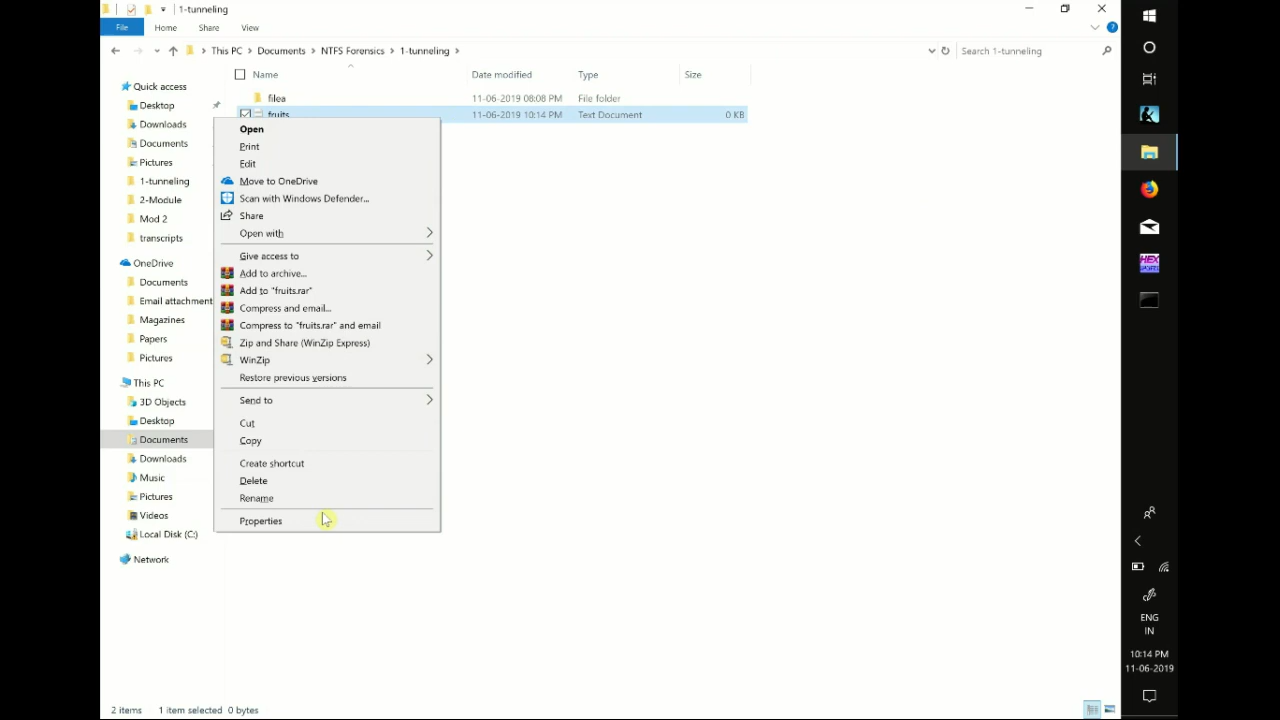 1-tunneling
File Home Share View
This PC Documents NTFS Forensics 1-tunneling Search 1-tunneling
Name Date modified Type Size
filea 11-06-2019 08:08 PM File folder
fruits 11-06-2019 10:14 PM Text Document 0 KB
Quick access
Desktop
Downloads
Documents
Pictures
1-tunneling
2-Module
Mod 2
transcripts
OneDrive
Documents
Email attachment
Magazines
Papers
Pictures
This PC
3D Objects
Desktop
Documents
Downloads
Music
Pictures
Videos
Local Disk (C:)
Network
Open
Print
Edit
Move to OneDrive
Scan with Windows Defender...
Share
Open with
Give access to
Add to archive...
Add to "fruits.rar"
Compress and email...
Compress to "fruits.rar" and email
Zip and Share (WinZip Express)
WinZip
Restore previous versions
Send to
Cut
Copy
Create shortcut
Delete
Rename
Properties
2 items 1 item selected 0 bytes
HEX
ENG
IN
10:14 PM
11-06-2019